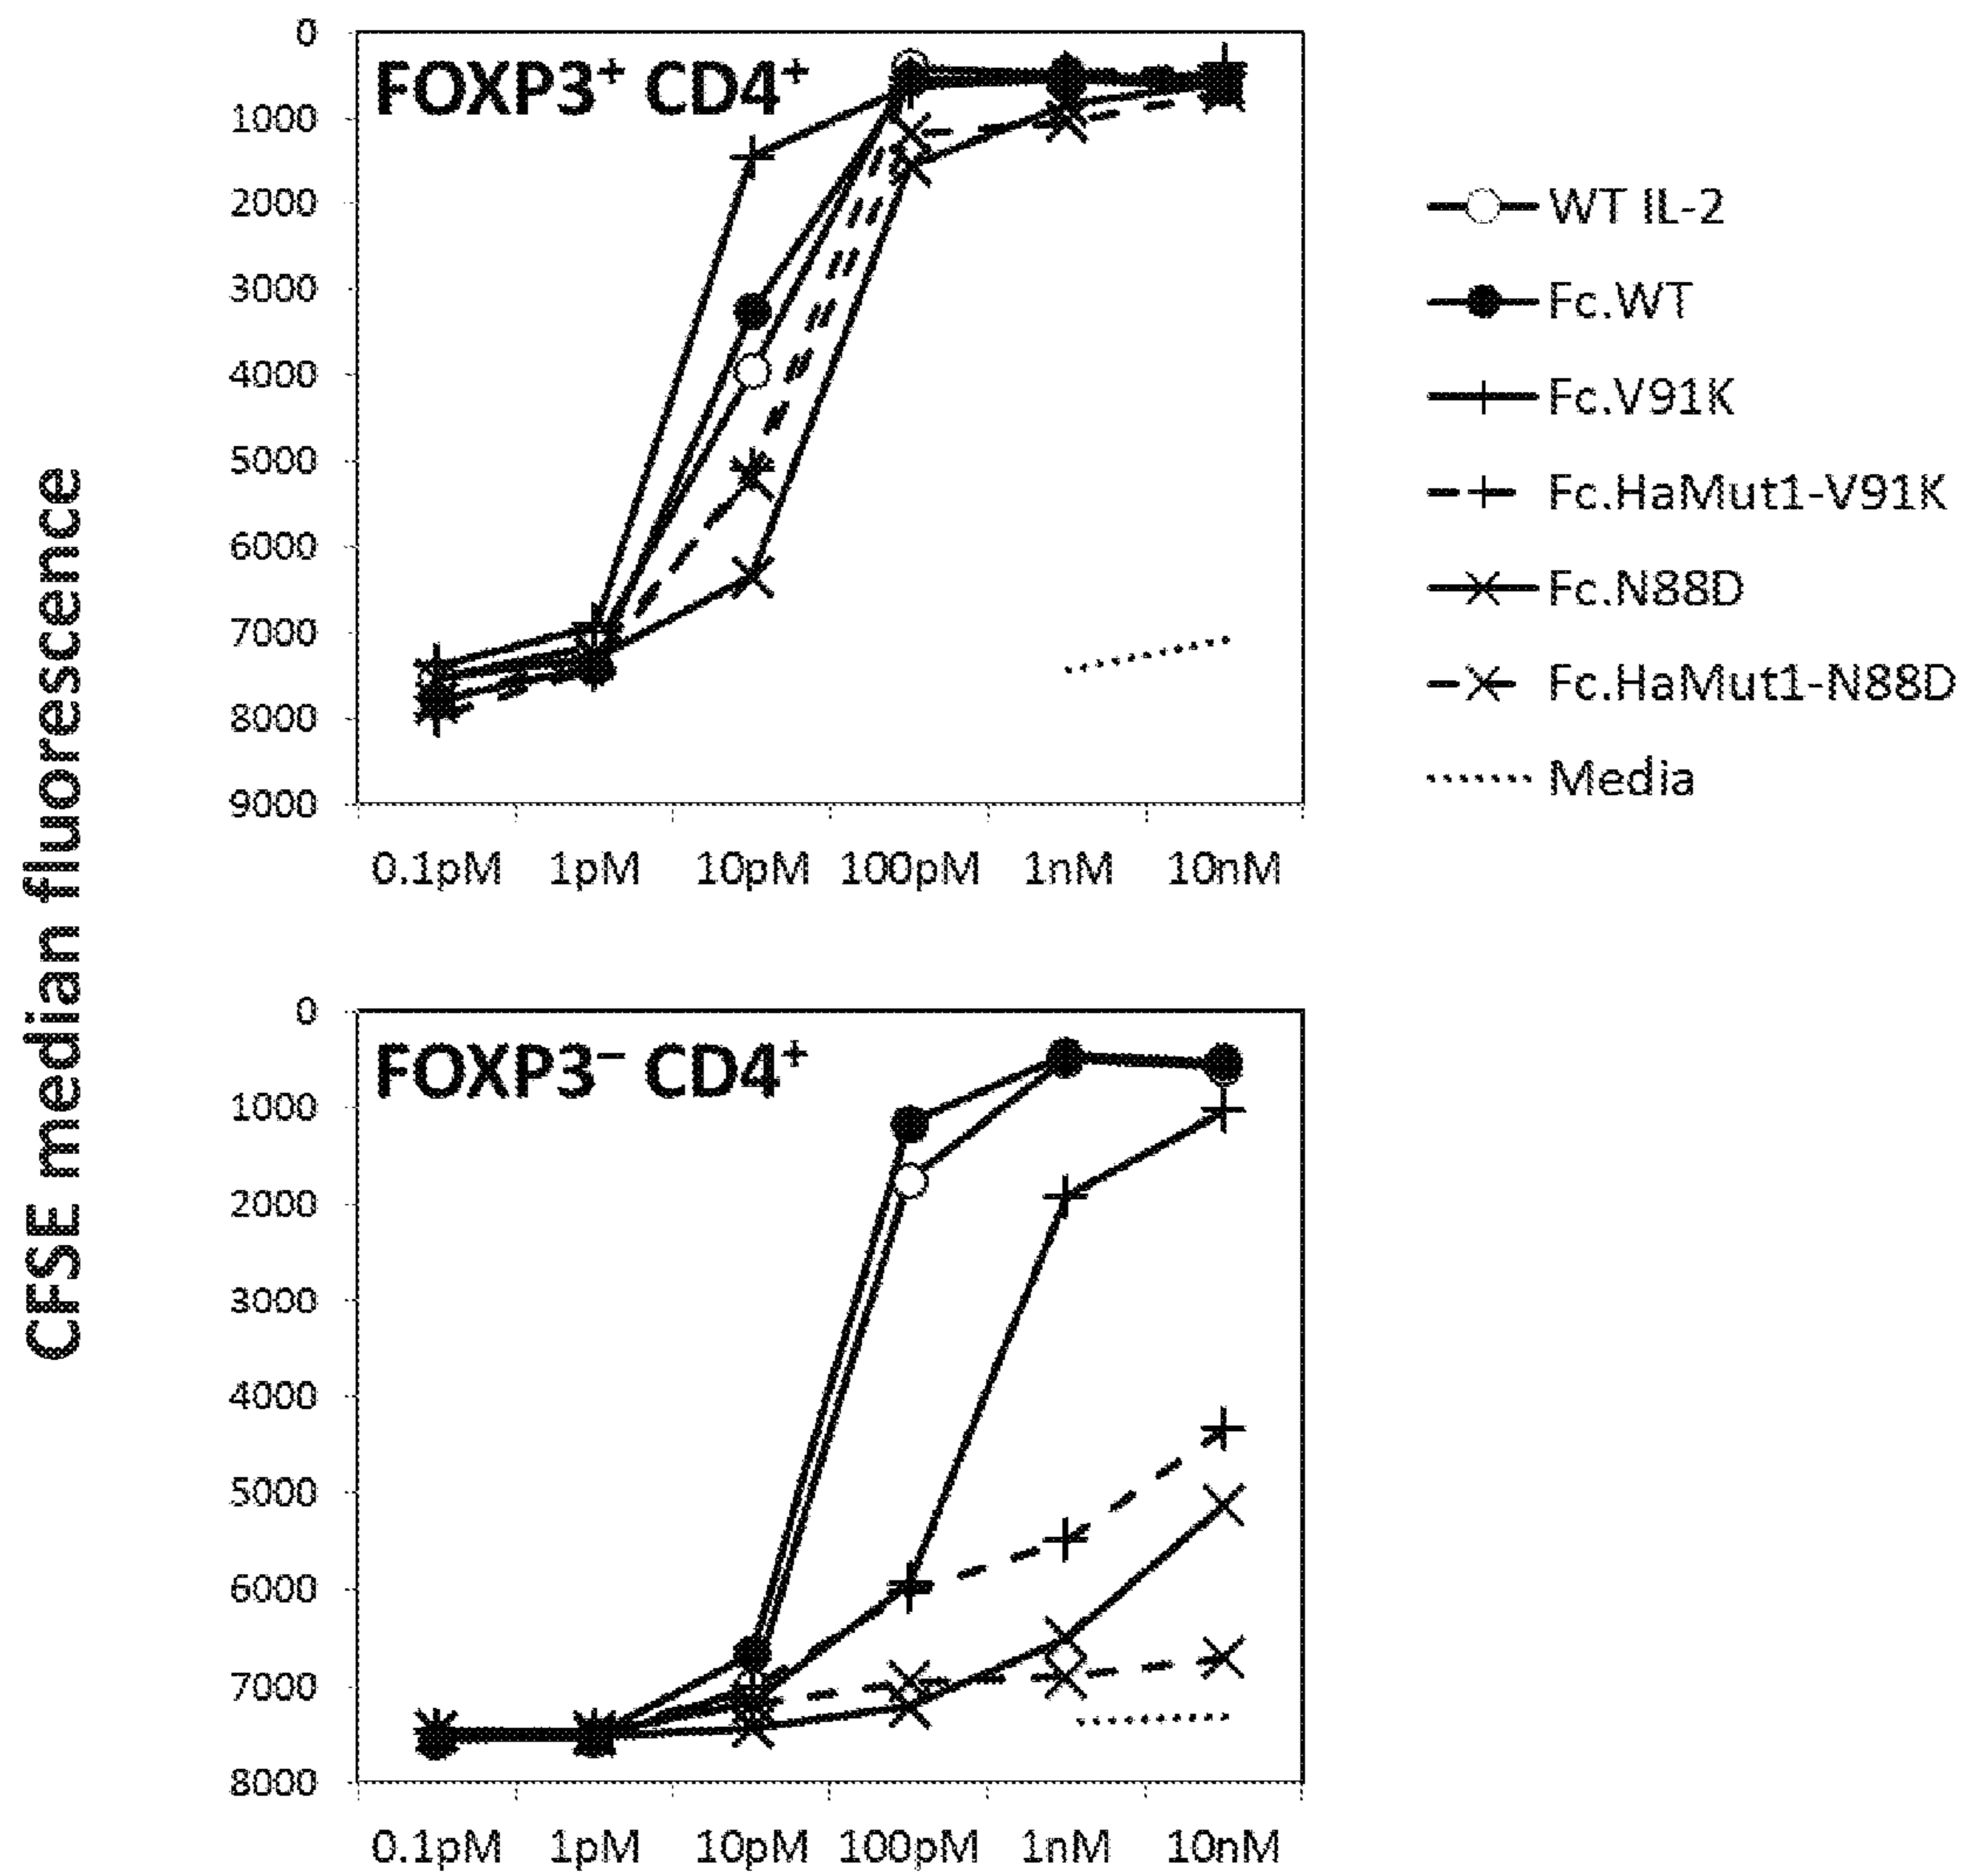 CFSE median fluorescence
FOXP3⁺ CD4⁺
0
1000
2000
3000
4000
5000
6000
7000
8000
9000
0.1pM 1pM 10pM 100pM 1nM 10nM
WT IL-2
Fc.WT
Fc.V91K
Fc.HaMut1-V91K
Fc.N88D
Fc.HaMut1-N88D
Media
FOXP3⁻ CD4⁺
0
1000
2000
3000
4000
5000
6000
7000
8000
0.1pM 1pM 10pM 100pM 1nM 10nM